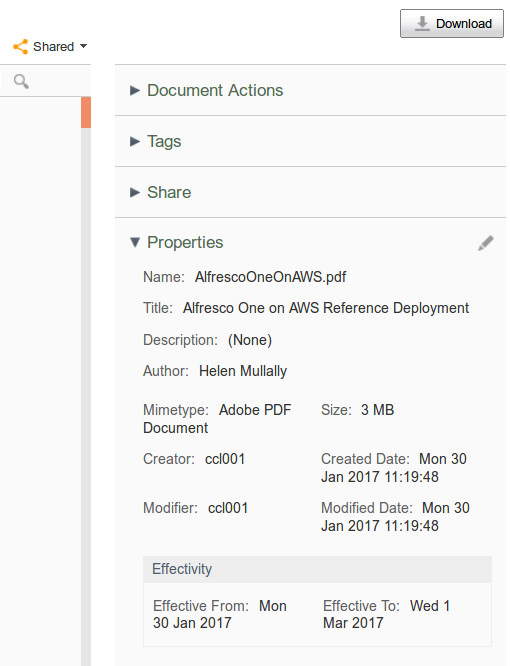 Download
Shared
Document Actions
Tags
Share
Properties
Name: AlfrescoOneOnAWS.pdf
Title: Alfresco One on AWS Reference Deployment
Description: (None)
Author: Helen Mullally
Mimetype: Adobe PDF
Document
Size: 3 MB
Creator: ccl001
Created Date: Mon 30
Jan 2017 11:19:48
Modifier: ccl001
Modified Date: Mon 30
Jan 2017 11:19:48
Effectivity
Effective From: Mon
30 Jan 2017
Effective To: Wed 1
Mar 2017